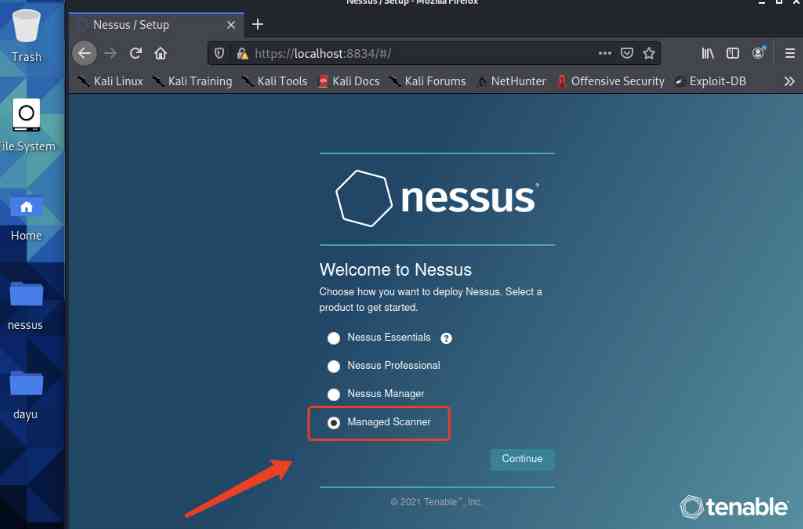 Nessus / Setup - Mozilla Firefox
Nessus / Setup
https://localhost:8834/#/
Kali Linux Kali Training Kali Tools Kali Docs Kali Forums NetHunter Offensive Security Exploit-DB
Trash
File System
Home
nessus
dayu
nessus
Welcome to Nessus
Choose how you want to deploy Nessus. Select a
product to get started.
Nessus Essentials ?
Nessus Professional
Nessus Manager
Managed Scanner
Continue
© 2021 Tenable™, Inc.
tenable